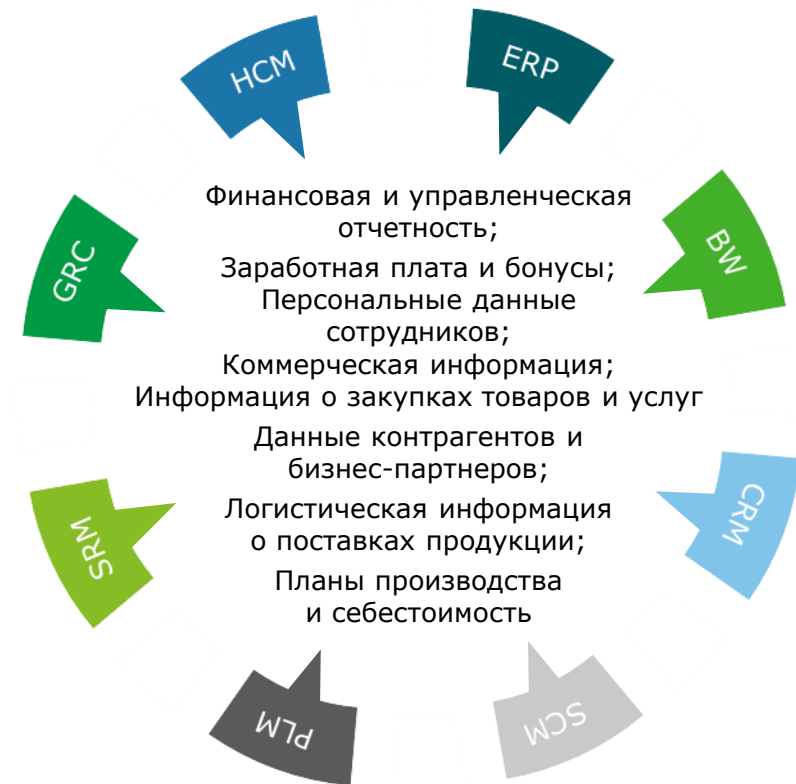 HCM
ERP
GRC
BW
Финансовая и управленческая
отчетность;
Заработная плата и бонусы;
Персональные данные
сотрудников;
Коммерческая информация;
Информация о закупках товаров и услуг
Данные контрагентов и
бизнес-партнеров;
Логистическая информация
о поставках продукции;
Планы производства
и себестоимость
SRM
CRM
PLM
SCM